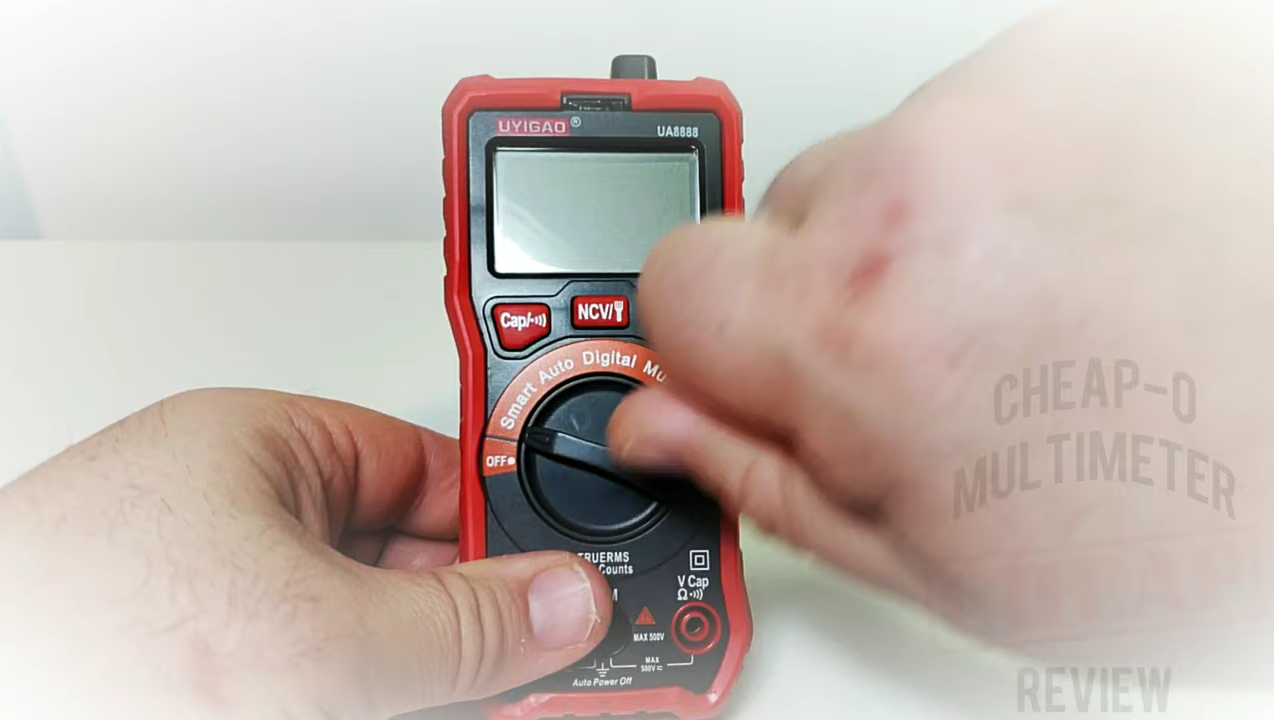 UYIGAO®
UA8888
Cap/
NCV/
Smart Auto Digital Mu
OFF
TRUERMS
Counts
V Cap
Ω
MAX 500V
MAX
500V
Auto Power Off
CHEAP-O
MULTIMETER
REVIEW